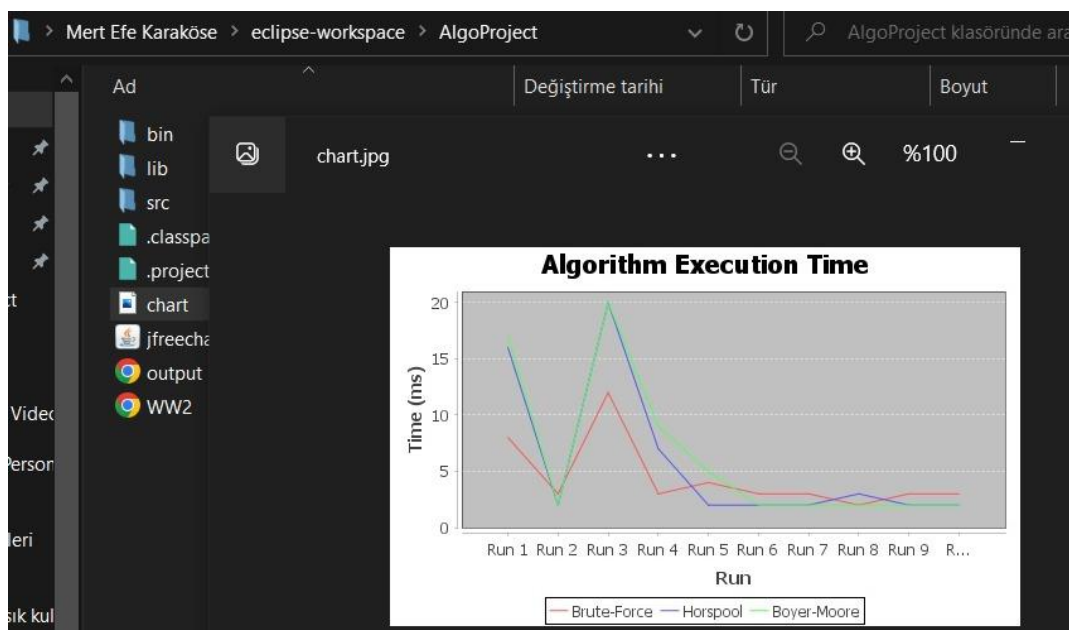 Mert Efe Karaköse > eclipse-workspace > AlgoProject
AlgoProject klasöründe ara
Ad
Değiştirme tarihi
Tür
Boyut
bin
lib
src
.classpa
.project
chart
jfreecha
output
WW2
ct
Videc
Person
leri
sık kul
chart.jpg
...
%100
Algorithm Execution Time
Time (ms)
20
15
10
5
0
Run 1 Run 2 Run 3 Run 4 Run 5 Run 6 Run 7 Run 8 Run 9 R...
Run
Brute-Force Horspool Boyer-Moore